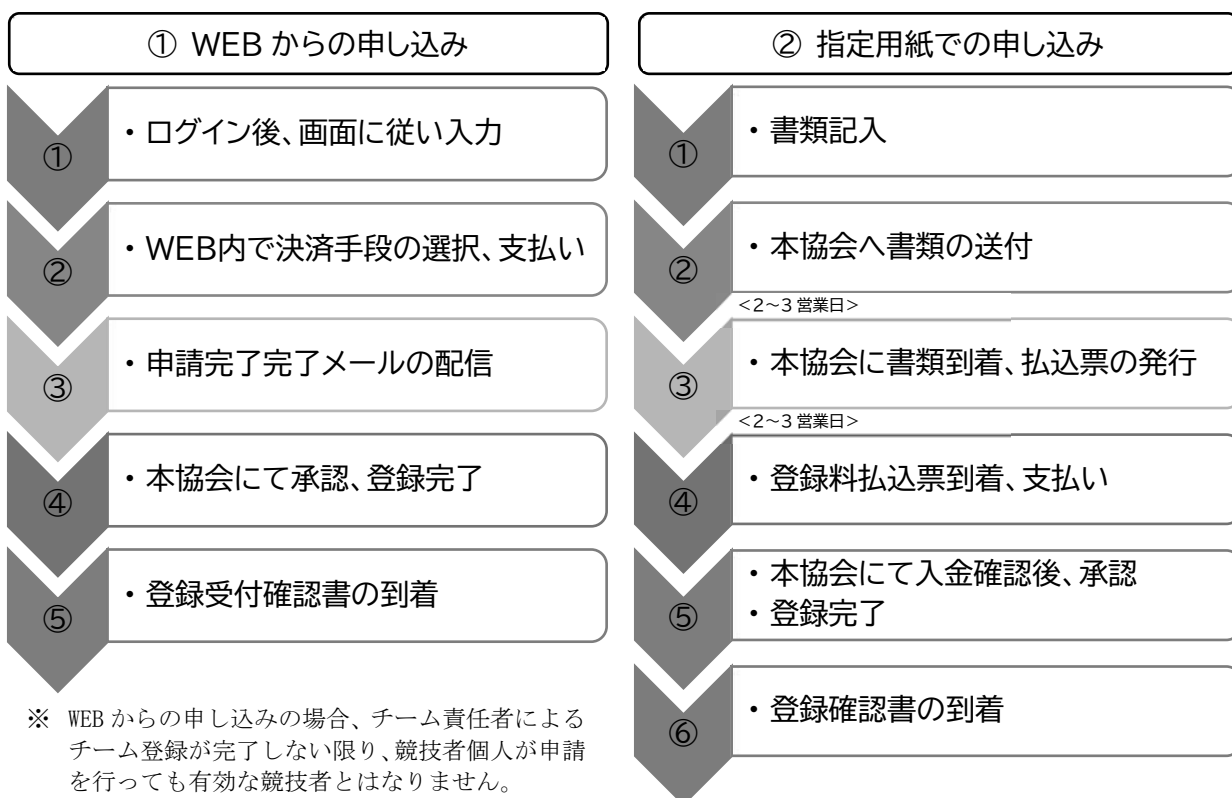 ① WEB からの申し込み
①
・ログイン後、画面に従い入力
②
・WEB内で決済手段の選択、支払い
③
・申請完了完了メールの配信
④
・本協会にて承認、登録完了
⑤
・登録受付確認書の到着
※ WEB からの申し込みの場合、チーム責任者による
チーム登録が完了しない限り、競技者個人が申請
を行っても有効な競技者とはなりません。
② 指定用紙での申し込み
①
・書類記入
②
・本協会へ書類の送付
<2～3 営業日>
③
・本協会に書類到着、払込票の発行
<2～3 営業日>
④
・登録料払込票到着、支払い
⑤
・本協会にて入金確認後、承認
・登録完了
⑥
・登録確認書の到着